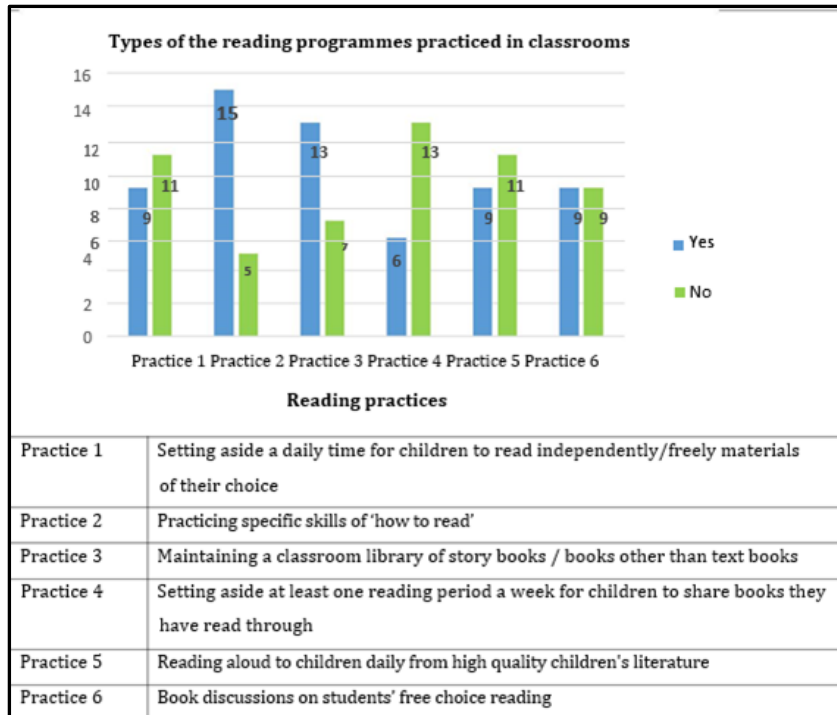 Types of the reading programmes practiced in classrooms
16
14
12
10
8
6
4
2
0
9
11
15
5
13
7
6
13
9
11
9
9
Yes
No
Practice 1 Practice 2 Practice 3 Practice 4 Practice 5 Practice 6
Reading practices
Practice 1 Setting aside a daily time for children to read independently/freely materials
of their choice
Practice 2 Practicing specific skills of ‘how to read’
Practice 3 Maintaining a classroom library of story books / books other than text books
Practice 4 Setting aside at least one reading period a week for children to share books they
have read through
Practice 5 Reading aloud to children daily from high quality children's literature
Practice 6 Book discussions on students’ free choice reading